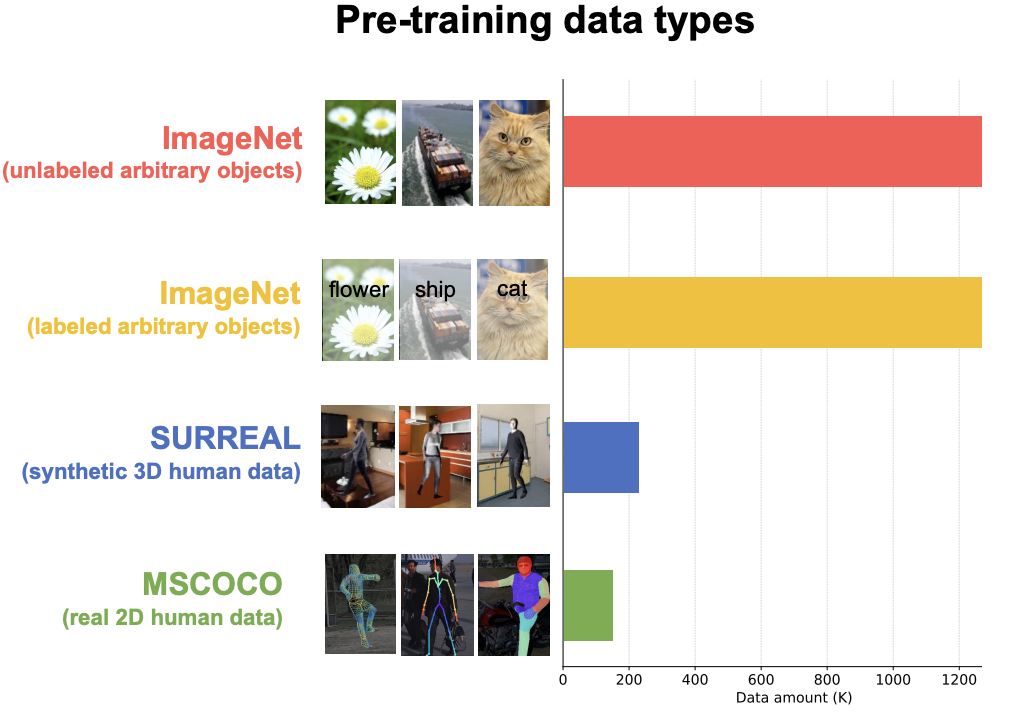 Pre-training data types
ImageNet
(unlabeled arbitrary objects)
ImageNet
(labeled arbitrary objects)
flower ship cat
SURREAL
(synthetic 3D human data)
MSCOCO
(real 2D human data)
0 200 400 600 800 1000 1200
Data amount (K)